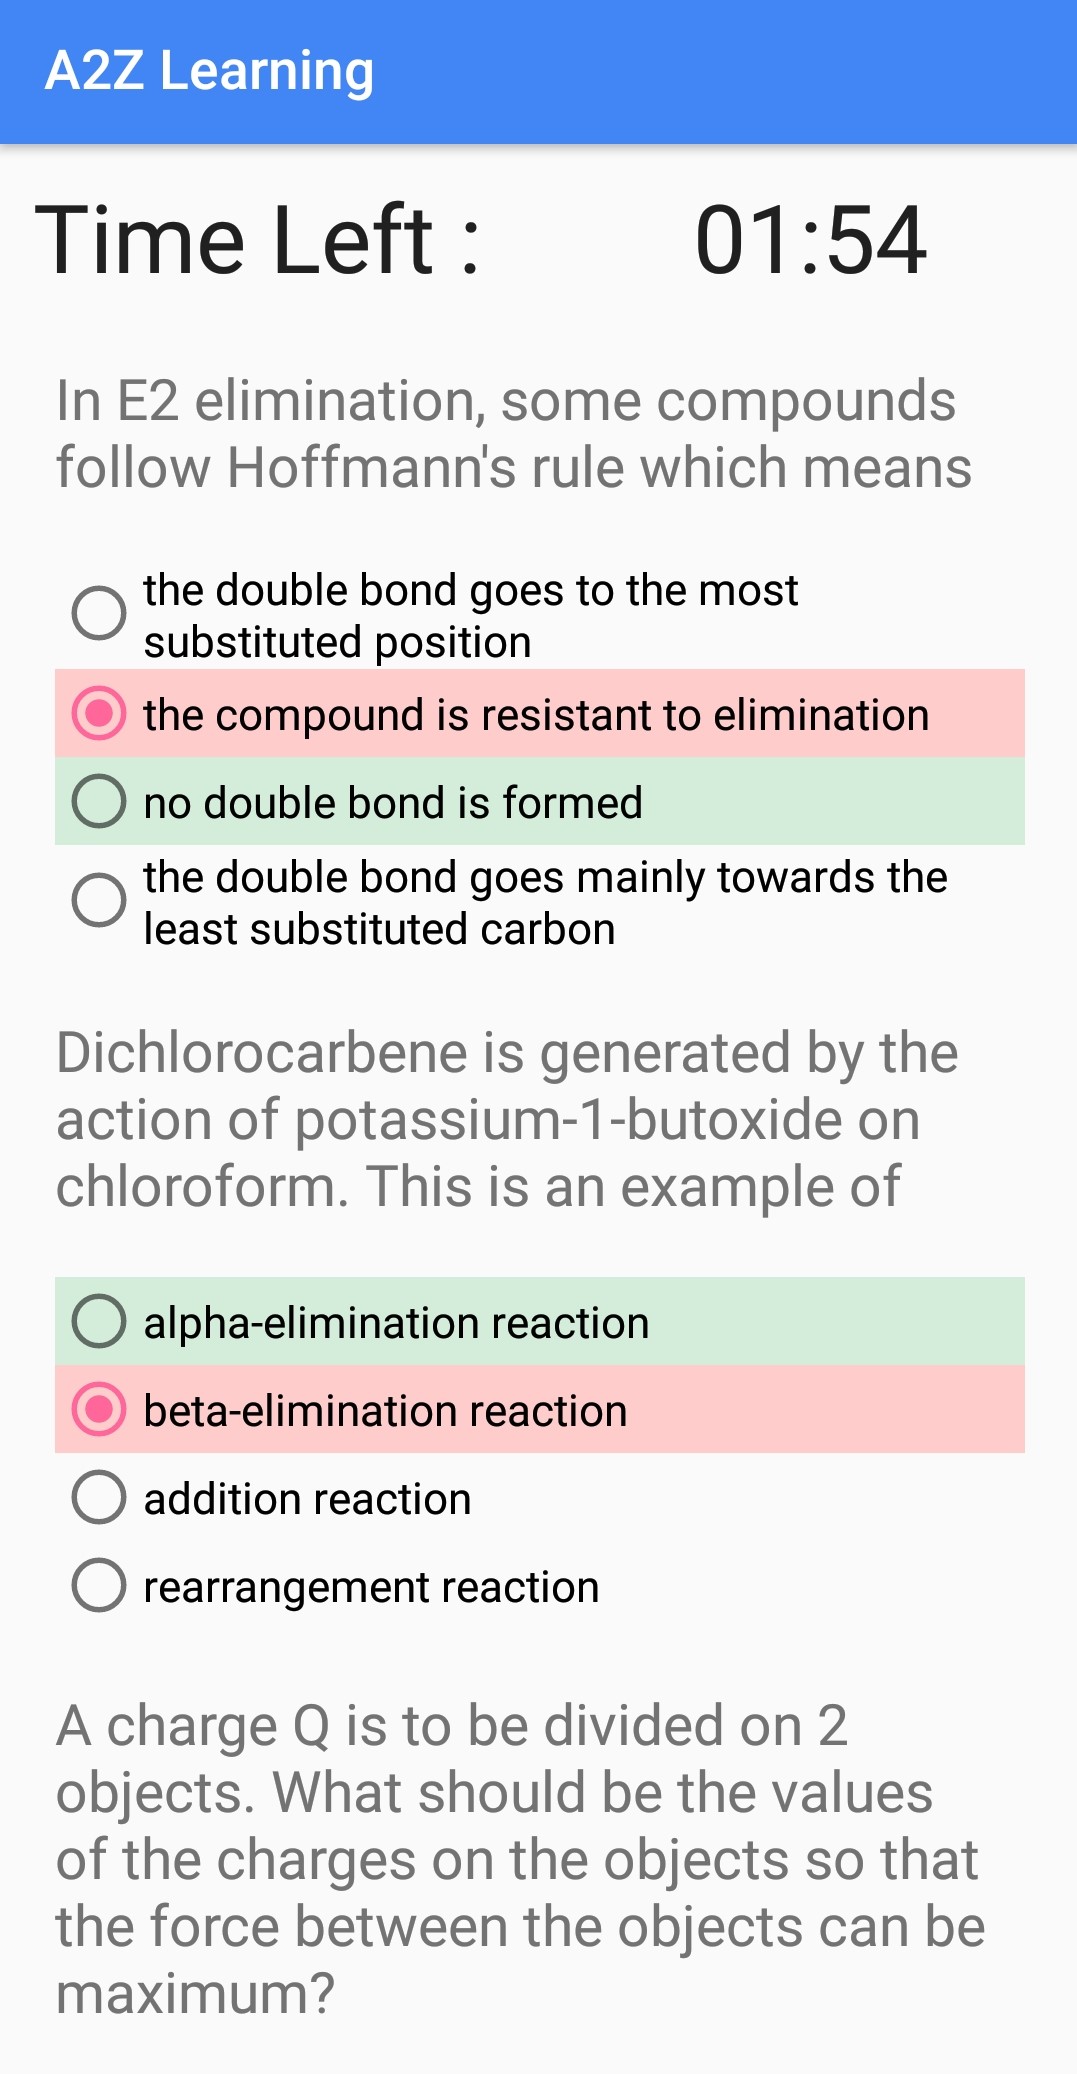 A2Z Learning
Time Left : 01:54
In E2 elimination, some compounds
follow Hoffmann's rule which means
the double bond goes to the most
substituted position
the compound is resistant to elimination
no double bond is formed
the double bond goes mainly towards the
least substituted carbon
Dichlorocarbene is generated by the
action of potassium-1-butoxide on
chloroform. This is an example of
alpha-elimination reaction
beta-elimination reaction
addition reaction
rearrangement reaction
A charge Q is to be divided on 2
objects. What should be the values
of the charges on the objects so that
the force between the objects can be
maximum?